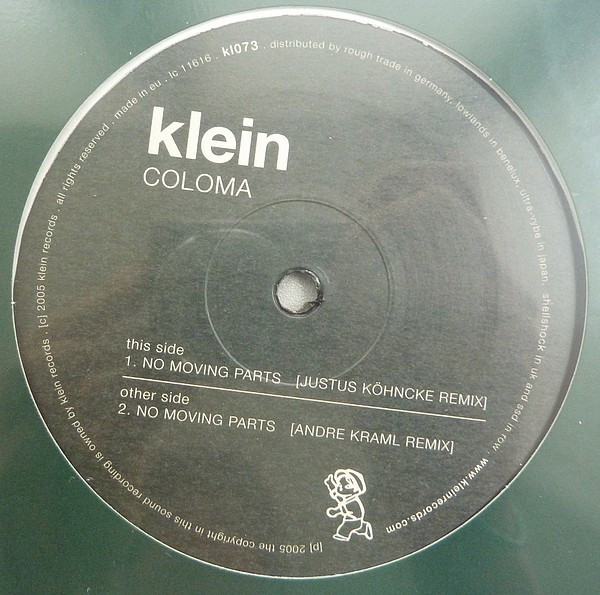 klein
COLOMA
this side
1. NO MOVING PARTS [JUSTUS KÖHNCKE REMIX]
other side
2. NO MOVING PARTS [ANDRE KRAML REMIX]
[p] 2005 the copyright in this sound recording is owned by klein records . [c] 2005 klein records . all rights reserved . made in eu . lc 11616 . kl073 . distributed by rough trade in germany, lowlands in benelux, ultra-vybe in japan, shellshock in uk and ssd in row . www.kleinrecords.com